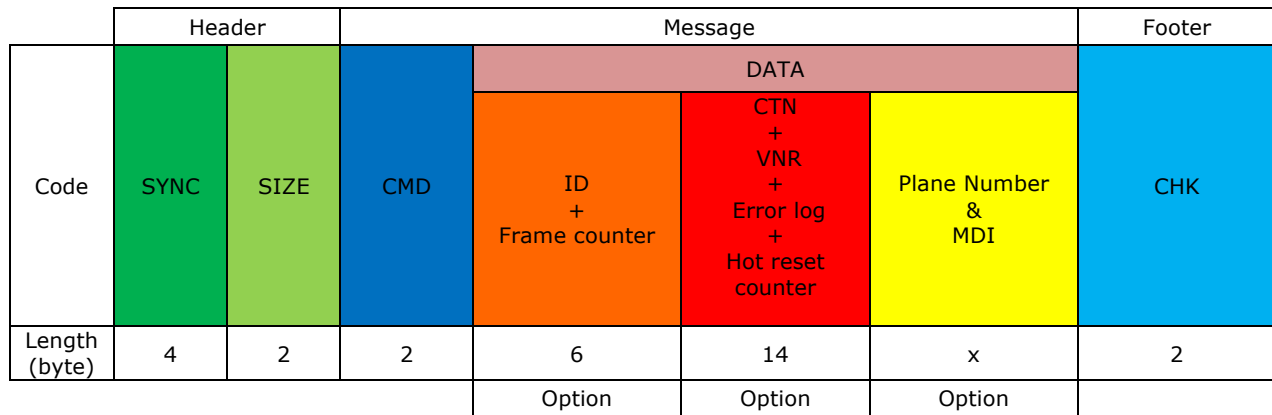 Header Message Footer
Code SYNC SIZE CMD DATA CHK
ID
+
Frame counter
CTN
+
VNR
+
Error log
+
Hot reset
counter
Plane Number
&
MDI
Length
(byte) 4 2 2 6 14 x 2
Option Option Option